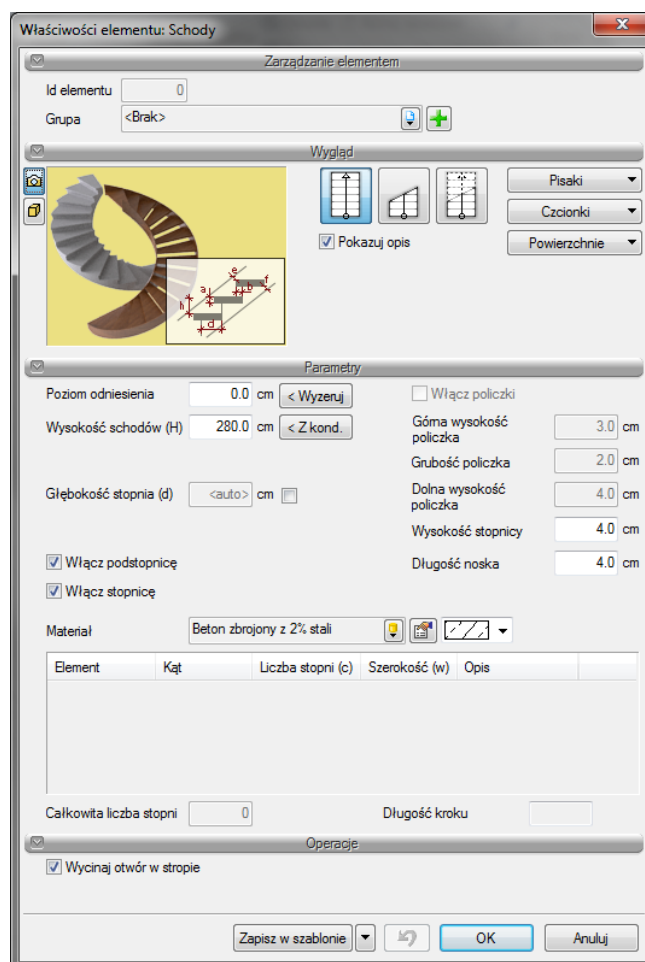 Właściwości elementu: Schody
Zarządzanie elementem
Id elementu 0
Grupa <Brak>
Wygląd
Pisaki
Czcionki
Pokazuj opis Powierzchnie
e
a b f
h
d
Parametry
Poziom odniesienia 0.0 cm < Wyzeruj Włącz policzki
Wysokość schodów (H) 280.0 cm < Z kond. Górna wysokość policzka 3.0 cm
Grubość policzka 2.0 cm
Głębokość stopnia (d) <auto> cm Dolna wysokość policzka 4.0 cm
Wysokość stopnicy 4.0 cm
Włącz podstopnicę Długość noska 4.0 cm
Włącz stopnicę
Materiał Beton zbrojony z 2% stali
Element Kąt Liczba stopni (c) Szerokość (w) Opis
Całkowita liczba stopni 0 Długość kroku
Operacje
Wycinaj otwór w stropie
Zapisz w szablonie OK Anuluj